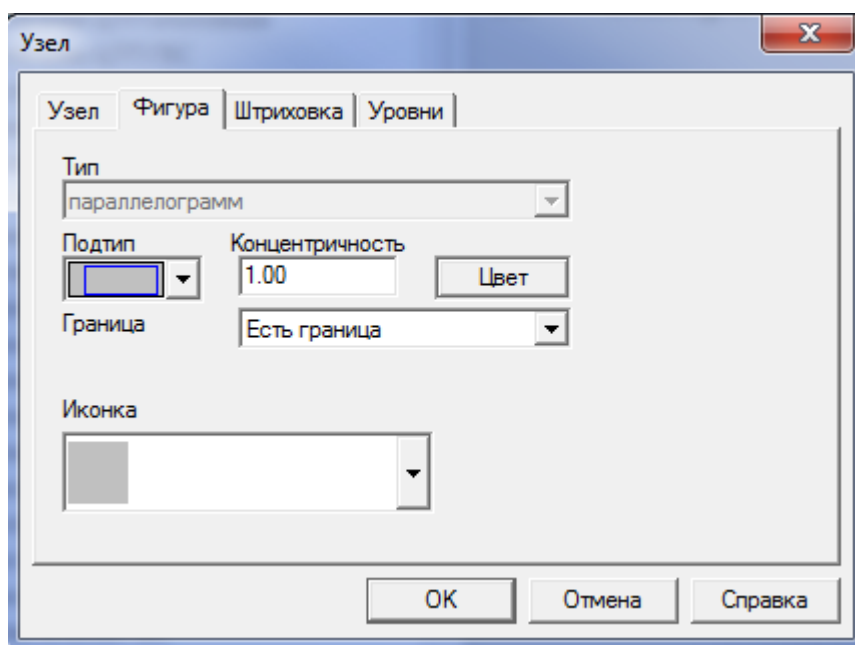 Узел
Узел Фигура Штриховка Уровни
Тип
параллелограмм
Подтип Концентричность
1.00 Цвет
Граница Есть граница
Иконка
OK Отмена Справка